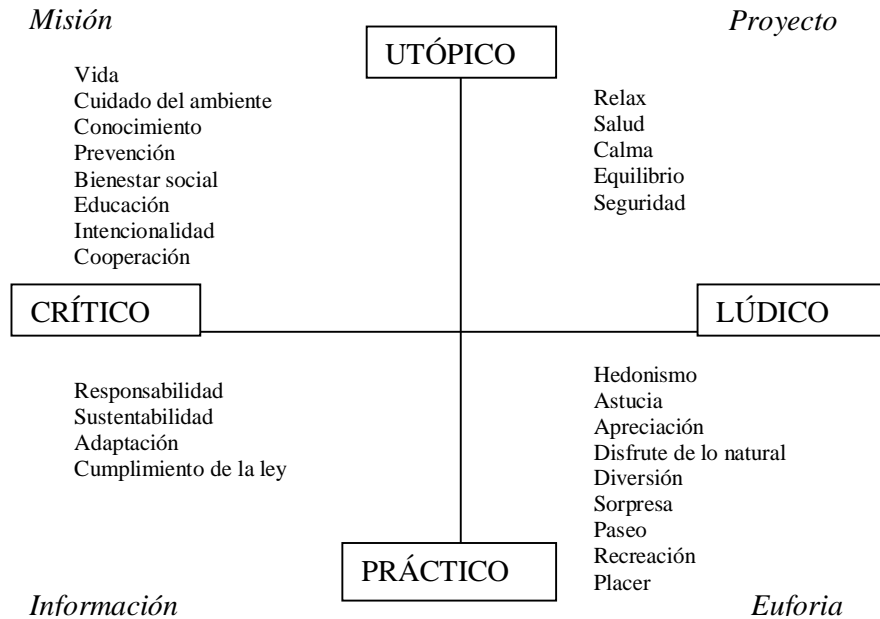 Misión
Proyecto
UTÓPICO
Vida
Cuidado del ambiente
Conocimiento
Prevención
Bienestar social
Educación
Intencionalidad
Cooperación
Relax
Salud
Calma
Equilibrio
Seguridad
CRÍTICO
LÚDICO
Responsabilidad
Sustentabilidad
Adaptación
Cumplimiento de la ley
Hedonismo
Astucia
Apreciación
Disfrute de lo natural
Diversión
Sorpresa
Paseo
Recreación
Placer
PRÁCTICO
Información
Euforia